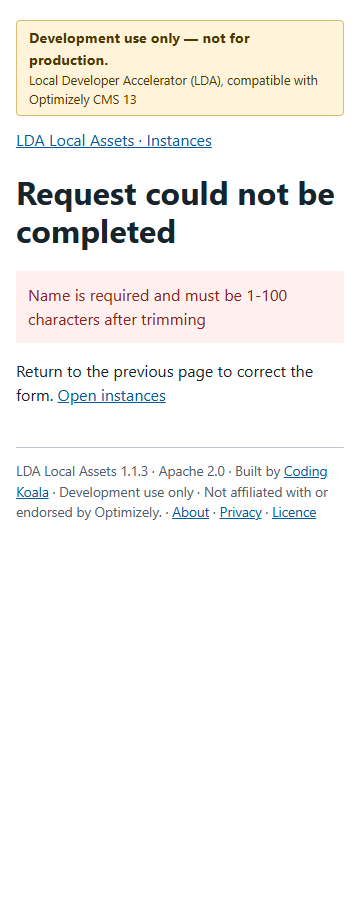 Development use only — not for
production.
Local Developer Accelerator (LDA), compatible with
Optimizely CMS 13
LDA Local Assets · Instances
Request could not be
completed
Name is required and must be 1-100
characters after trimming
Return to the previous page to correct the
form. Open instances
LDA Local Assets 1.1.3 · Apache 2.0 · Built by Coding
Koala · Development use only · Not affiliated with or
endorsed by Optimizely. · About · Privacy · Licence